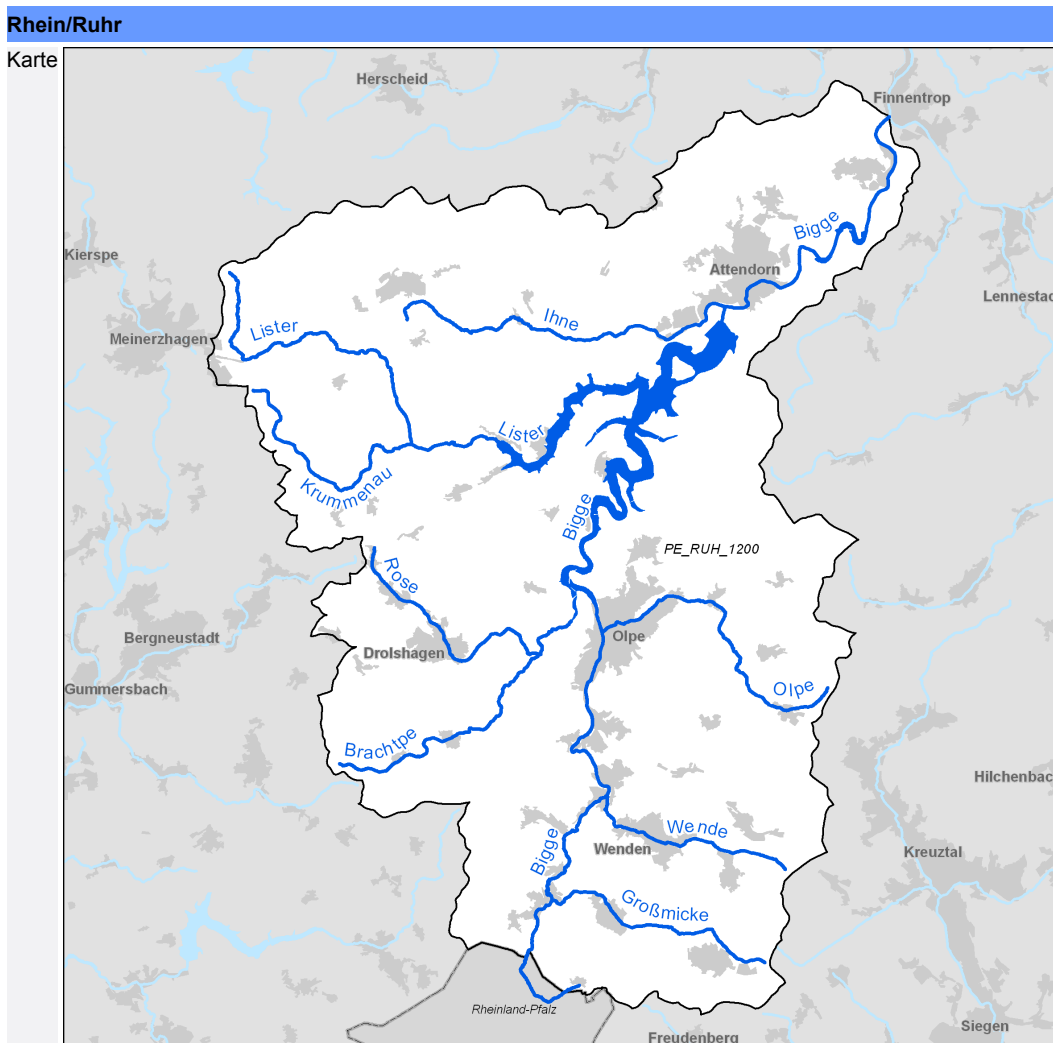 Rhein/Ruhr
Karte
Herscheid
Finnentrop
Kierspe
Bigge
Attendorn
Lennestad
Ihne
Lister
Meinerzhagen
Lister
Krummenau
Bigge
PE_RUH_1200
Rose
Bergneustadt
Olpe
Drolshagen
Gummersbach
Olpe
Brachtpe
Hilchenbac
Wende
Bigge
Wenden
Kreuztal
Großmicke
Rheinland-Pfalz
Siegen
Freudenberg